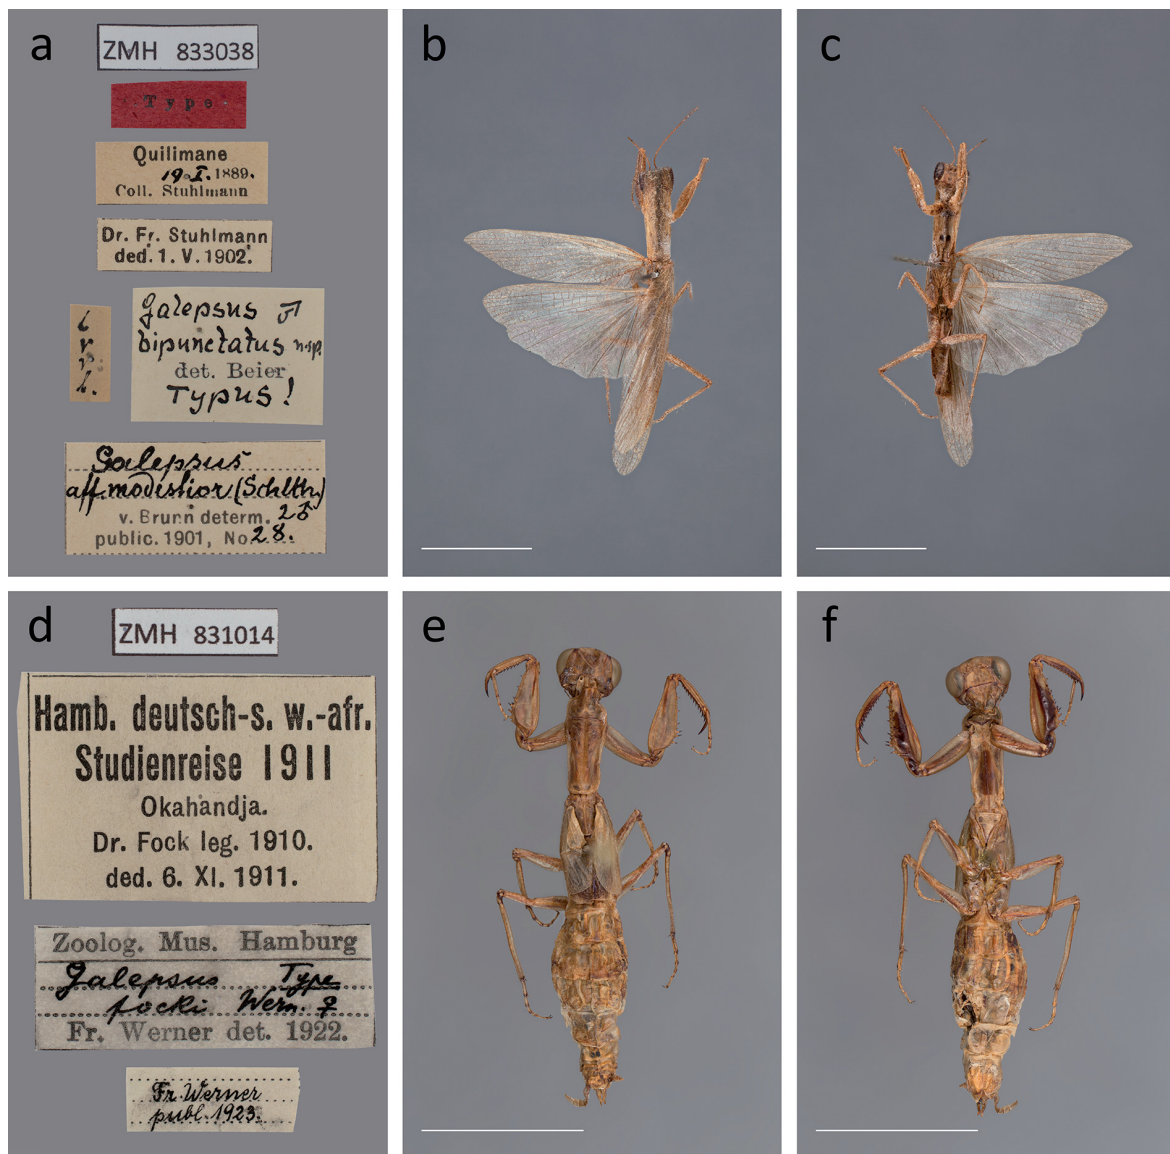 a
ZMH 833038
Type
Quilimane
19.I.1889.
Coll. Stuhlmann
Dr. Fr. Stuhlmann
ded. 1. V. 1902.
Galepsus ♂
bipunctatus n.sp.
det. Beier
Typus!
Galepsus
aff. modestior (Schlth.)
v. Brunn determ. 2♂
public. 1901, No. 28.
b
c
d
ZMH 831014
Hamb. deutsch-s. w.-afr.
Studienreise 1911
Okahandja.
Dr. Fock leg. 1910.
ded. 6. XI. 1911.
Zoolog. Mus. Hamburg
Galepsus Type
focki Wern. ♀
Fr. Werner det. 1922.
Fr. Werner
publ. 1923.
e
f